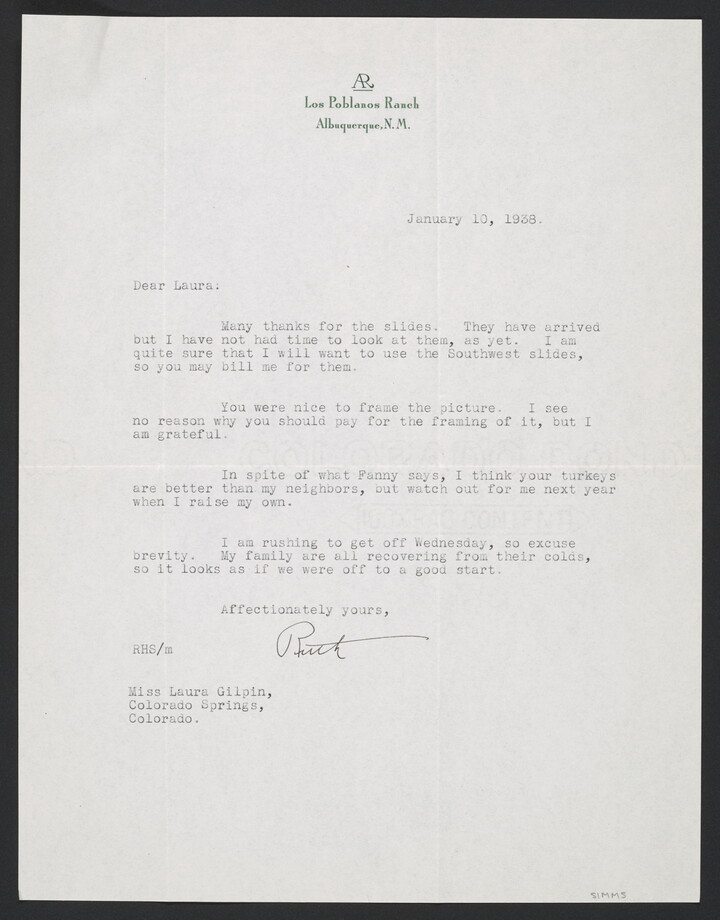 AR
Los Poblanos Ranch
Albuquerque, N.M.
January 10, 1938.
Dear Laura:
Many thanks for the slides. They have arrived
but I have not had time to look at them, as yet. I am
quite sure that I will want to use the Southwest slides,
so you may bill me for them.
You were nice to frame the picture. I see
no reason why you should pay for the framing of it, but I
am grateful.
In spite of what Fanny says, I think your turkeys
are better than my neighbors, but watch out for me next year
when I raise my own.
I am rushing to get off Wednesday, so excuse
brevity. My family are all recovering from their colds,
so it looks as if we were off to a good start.
Affectionately yours,
Ruth
RHS/m
Miss Laura Gilpin,
Colorado Springs,
Colorado.
SIMMS